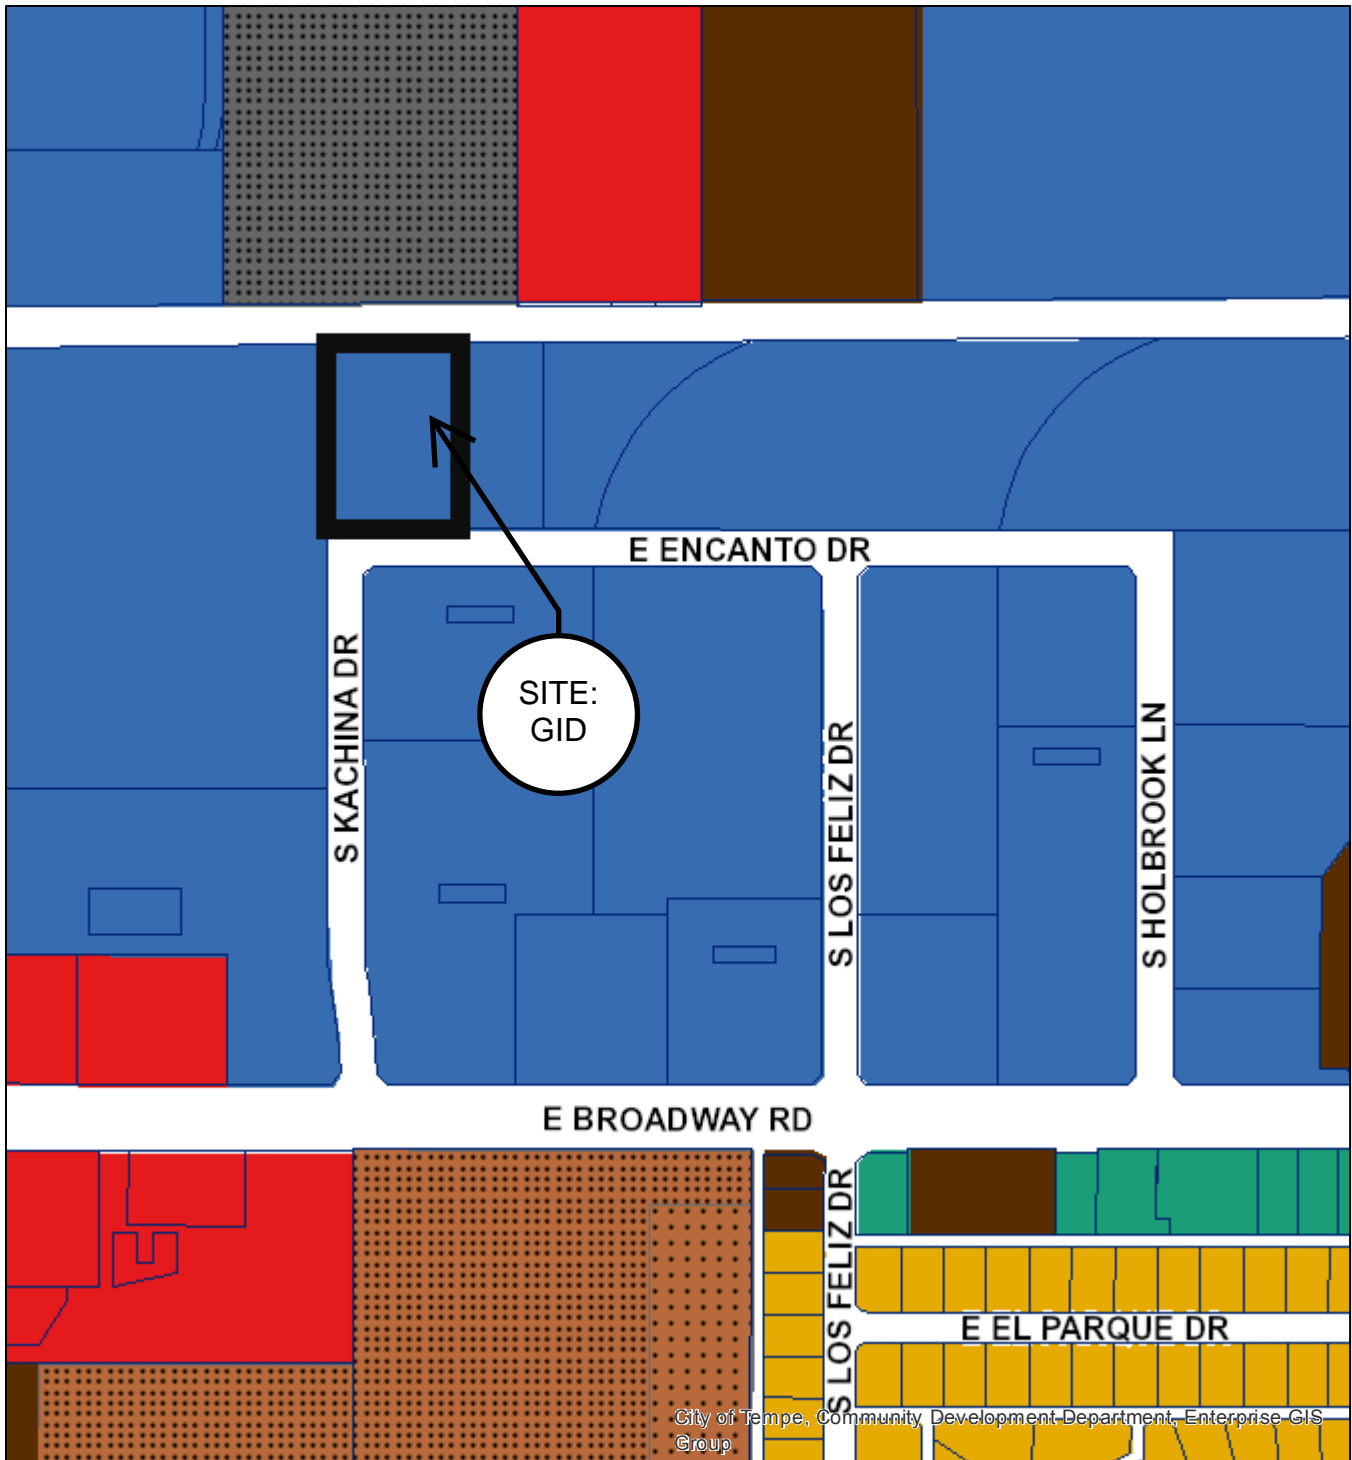 E ENCANTO DR
S KACHINA DR
SITE:
GID
S LOS FELIZ DR
S HOLBROOK LN
E BROADWAY RD
S LOS FELIZ DR
E EL PARQUE DR
City of Tempe, Community Development Department, Enterprise GIS
Group